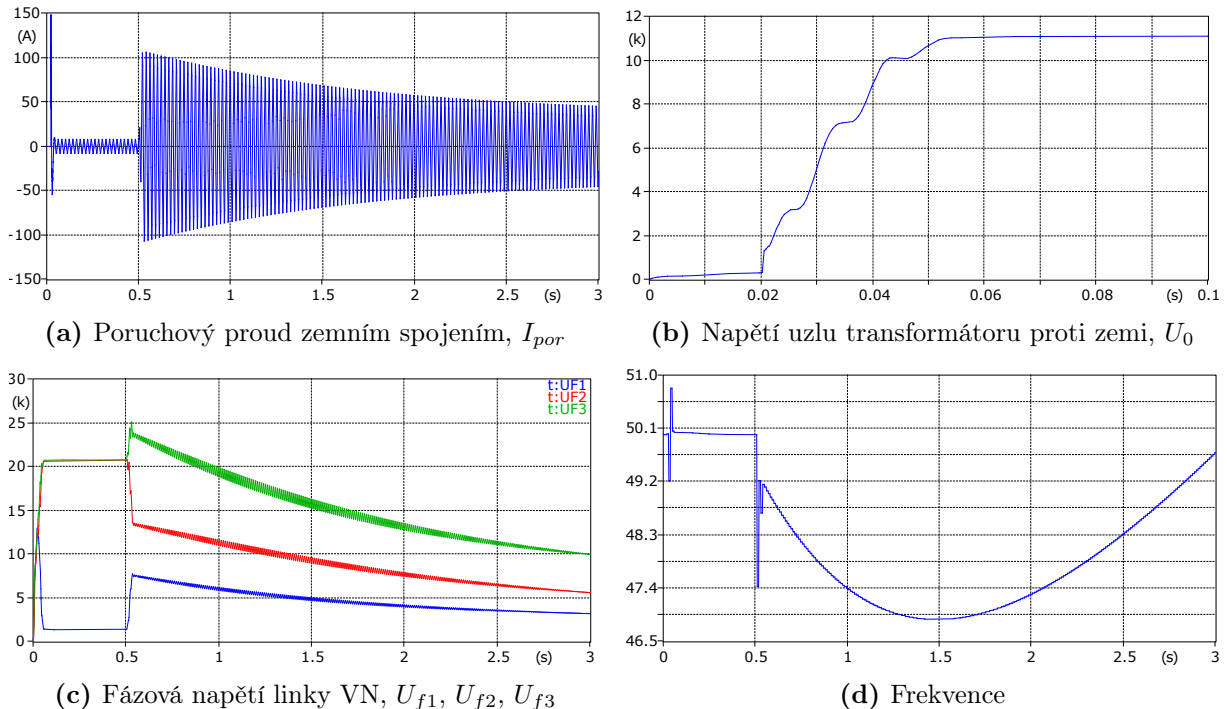 150
(A)
100
50
0
-50
-100
-150
0 0.5 1 1.5 2 2.5 (s) 3
(a) Poruchový proud zemním spojením, I_por
12
(k)
10
8
6
4
2
0
0 0.02 0.04 0.06 0.08 (s) 0.1
(b) Napětí uzlu transformátoru proti zemi, U_0
30
(k)
25
20
15
10
5
0
t:UF1
t:UF2
t:UF3
0 0.5 1 1.5 2 (s) 3
(c) Fázová napětí linky VN, U_f1, U_f2, U_f3
51.0
50.1
49.2
48.3
47.4
46.5
0 0.5 1 1.5 2 2.5 (s) 3
(d) Frekvence